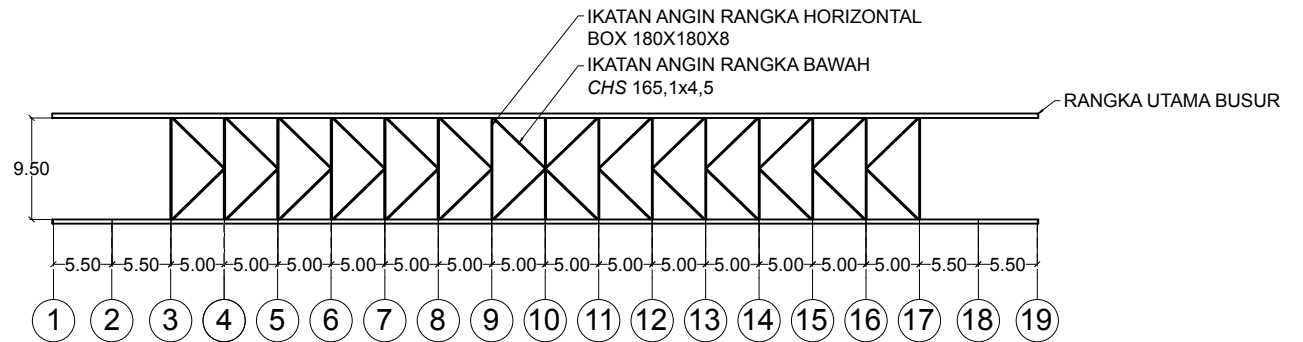 IKATAN ANGIN RANGKA HORIZONTAL
BOX 180X180X8
IKATAN ANGIN RANGKA BAWAH
CHS 165,1x4,5
RANGKA UTAMA BUSUR
9.50
5.50 5.50 5.00 5.00 5.00 5.00 5.00 5.00 5.00 5.00 5.00 5.00 5.00 5.00 5.00 5.00 5.50 5.50
1 2 3 4 5 6 7 8 9 10 11 12 13 14 15 16 17 18 19